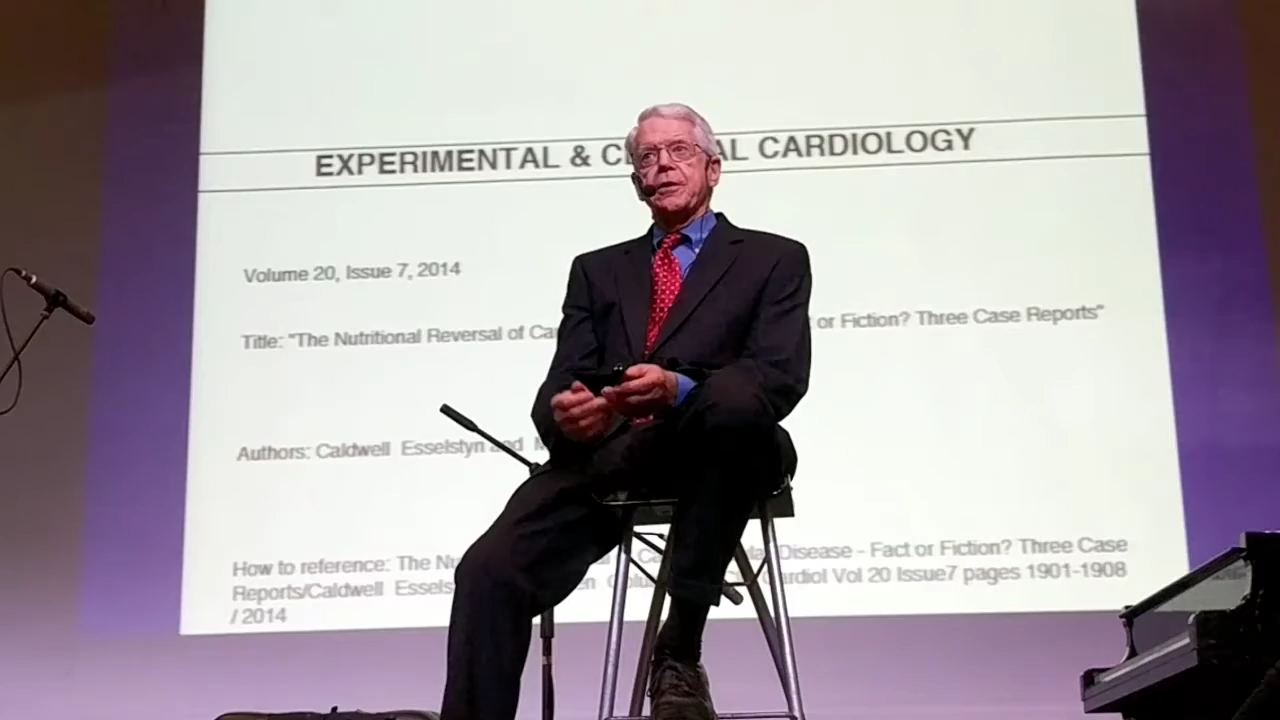 EXPERIMENTAL & CL AL CARDIOLOGY
Volume 20, Issue 7, 2014
Title: "The Nutritional Reversal of Ca or Fiction? Three Case Reports"
Authors: Caldwell Esselstyn and M
How to reference: The Nu Disease - Fact or Fiction? Three Case
Reports/Caldwell Essels Cardiol Vol 20 Issue7 pages 1901-1908
/ 2014